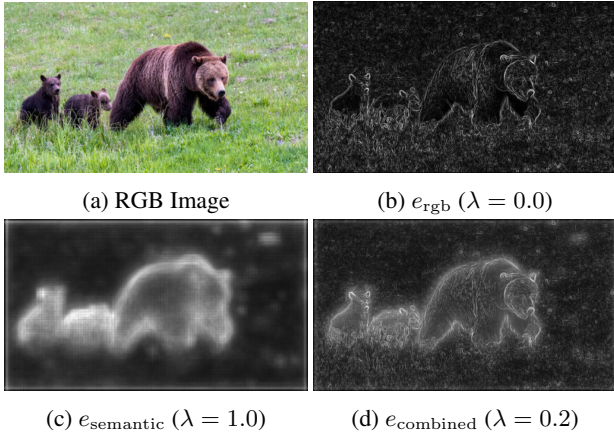 (a) RGB Image
(b) e_rgb (λ = 0.0)
(c) e_semantic (λ = 1.0)
(d) e_combined (λ = 0.2)